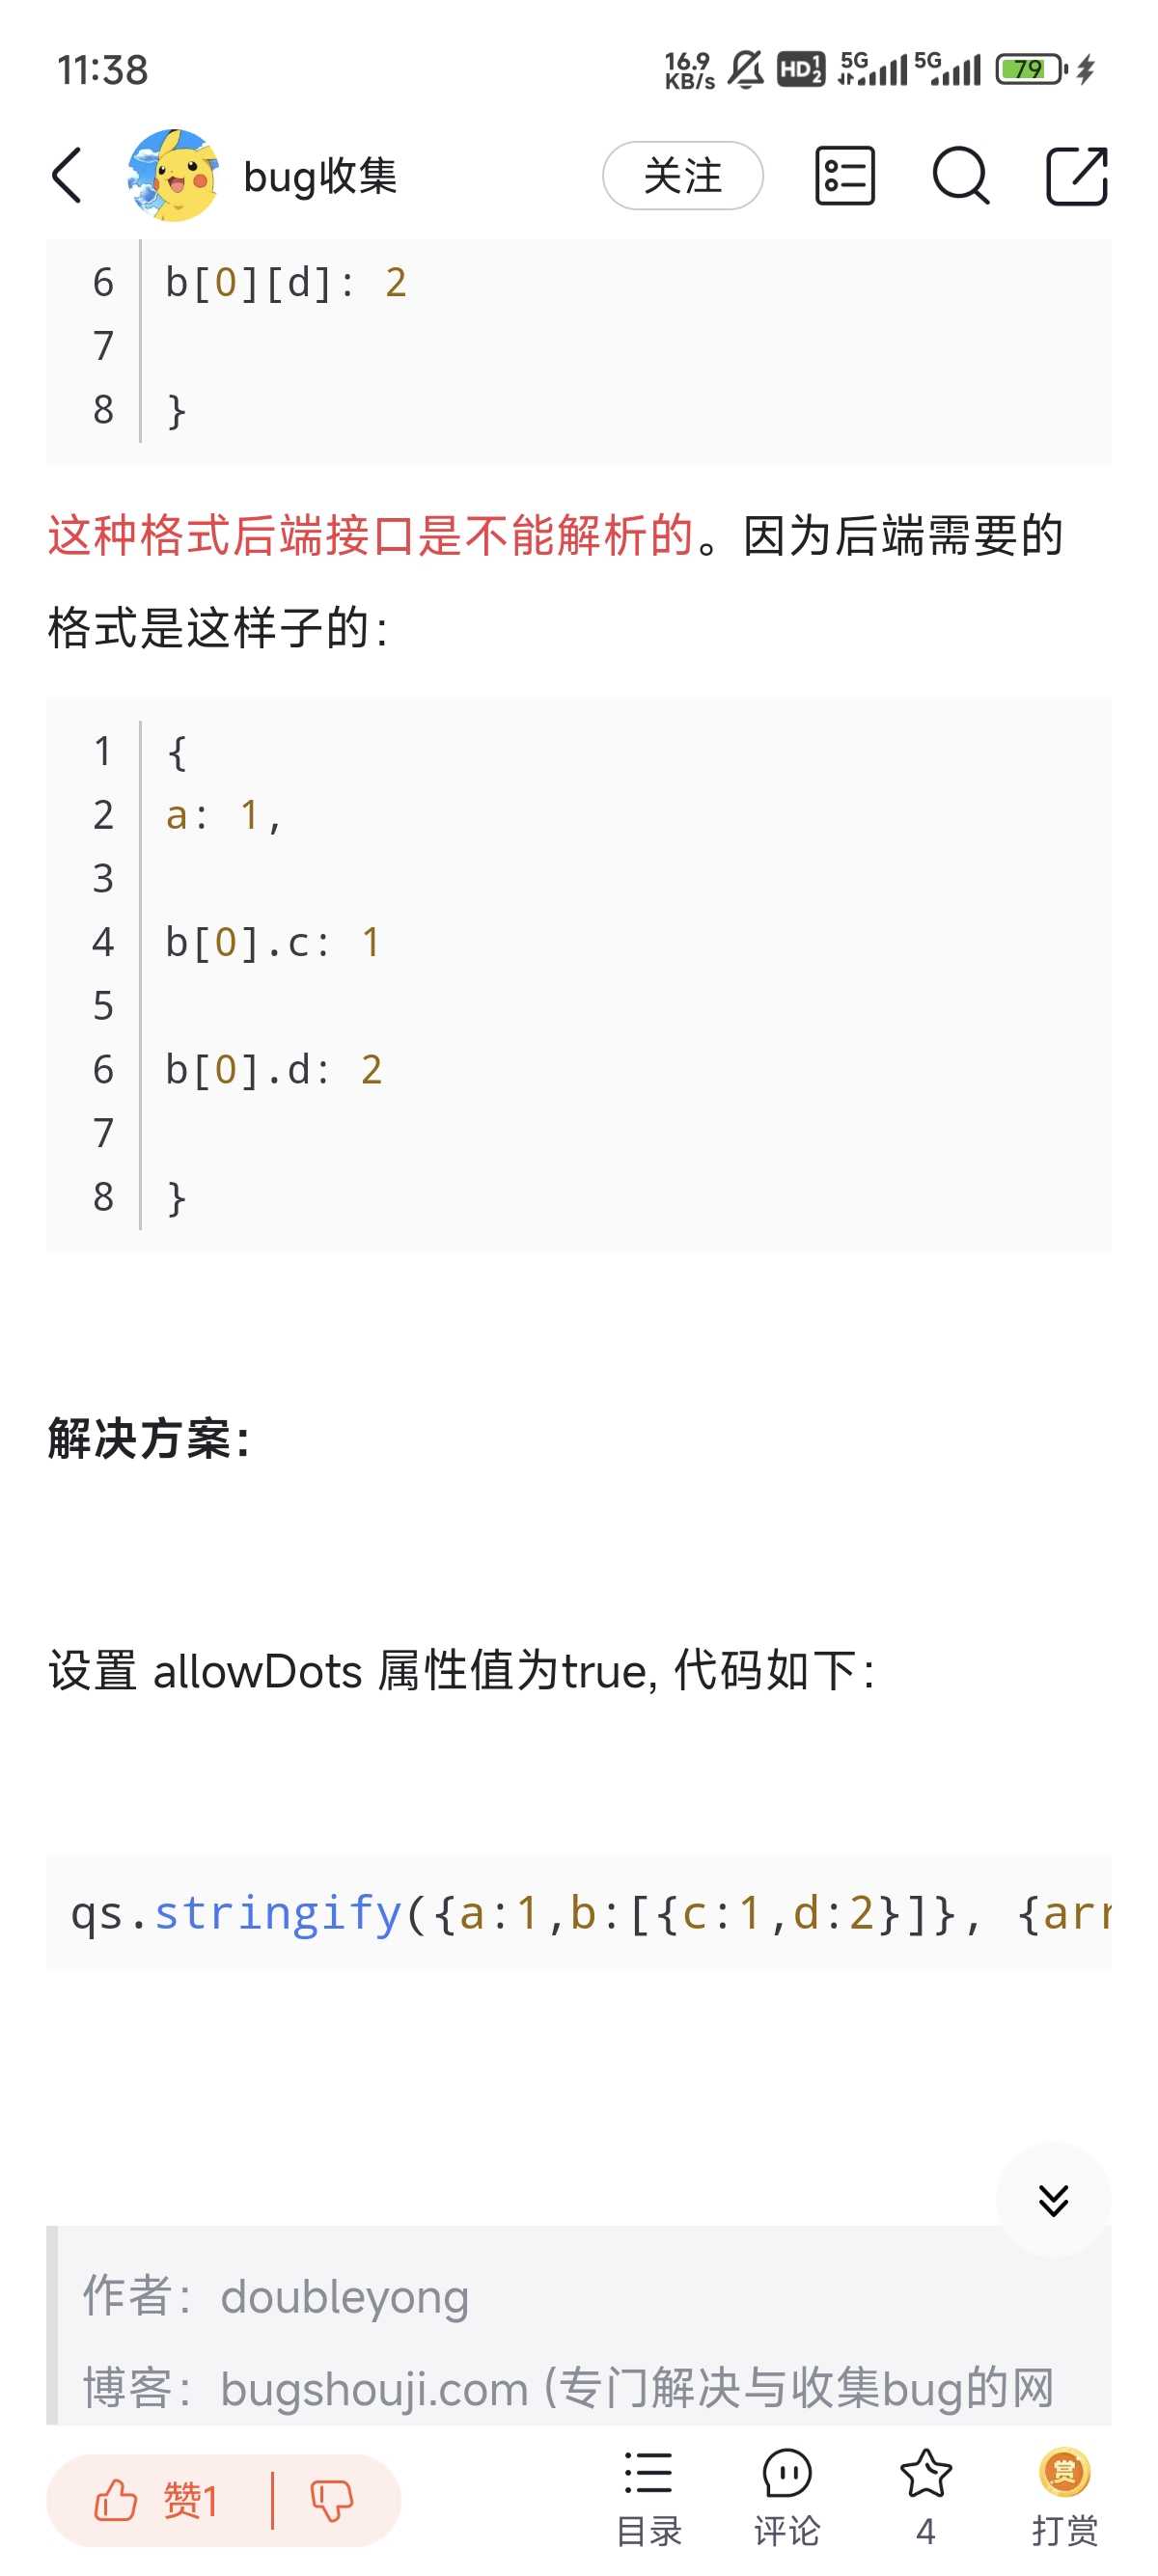 11:38
16.9 KB/s HD 1 2 5G 5G 79
bug收集
关注
6 b[0][d]: 2
7
8 }
这种格式后端接口是不能解析的。因为后端需要的
格式是这样子的：
1 {
2 a: 1,
3
4 b[0].c: 1
5
6 b[0].d: 2
7
8 }
解决方案：
设置 allowDots 属性值为true, 代码如下：
qs.stringify({a:1,b:[{c:1,d:2}]}, {arr
作者：doubleyong
博客：bugshouji.com (专门解决与收集bug的网
赞1
目录
评论
4
赏
打赏